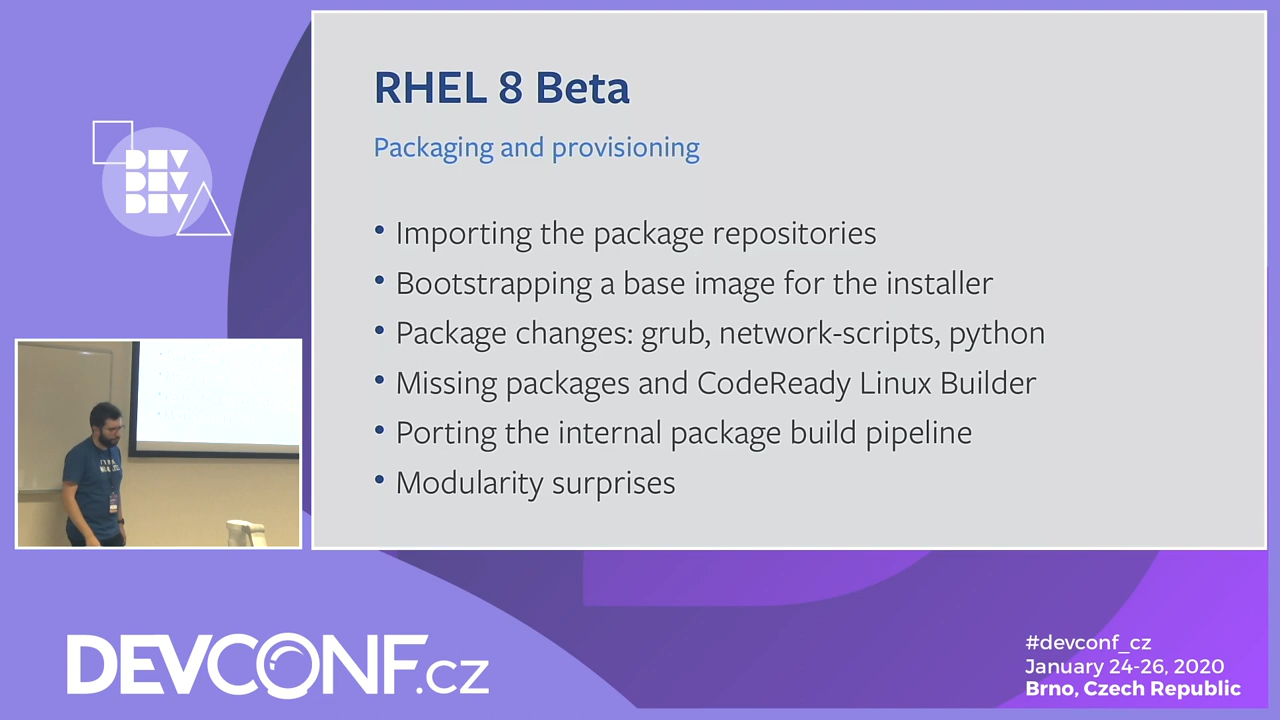 RHEL 8 Beta
Packaging and provisioning
• Importing the package repositories
• Bootstrapping a base image for the installer
• Package changes: grub, network-scripts, python
• Missing packages and CodeReady Linux Builder
• Porting the internal package build pipeline
• Modularity surprises
DEV
DEV
DEV
DEVCONF.cz
#devconf_cz
January 24-26, 2020
Brno, Czech Republic